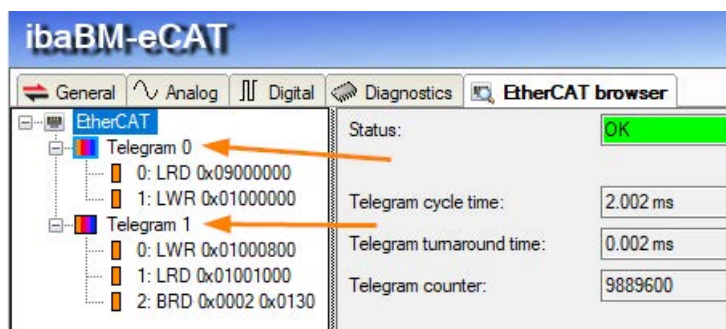 ibaBM-eCAT
General Analog Digital Diagnostics EtherCAT browser
EtherCAT
Telegram 0
0: LRD 0x09000000
1: LWR 0x01000000
Telegram 1
0: LWR 0x01000800
1: LRD 0x01001000
2: BRD 0x0002 0x0130
Status: OK
Telegram cycle time: 2.002 ms
Telegram turnaround time: 0.002 ms
Telegram counter: 9889600